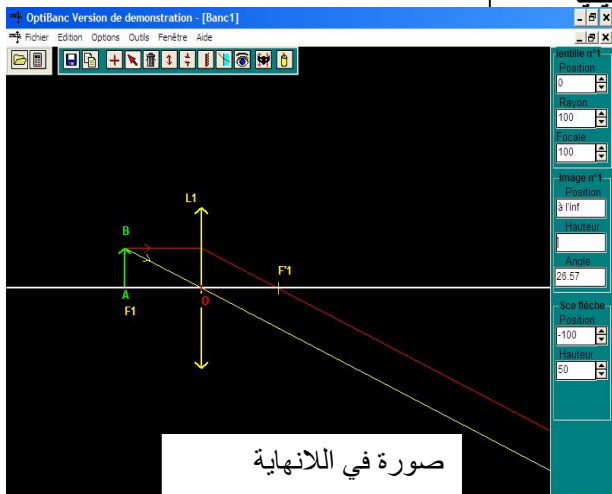 OptiBanc Version de demonstration - [Banc1]
Fichier Edition Options Outils Fenêtre Aide
lentille n°1
Position
0
Rayon
100
Focale
100
Image n°1
Position
à l'inf
Hauteur
Angle
26.57
Sce flèche
Position
-100
Hauteur
50
L1
B
F'1
A
O
F1
صورة في اللانهاية